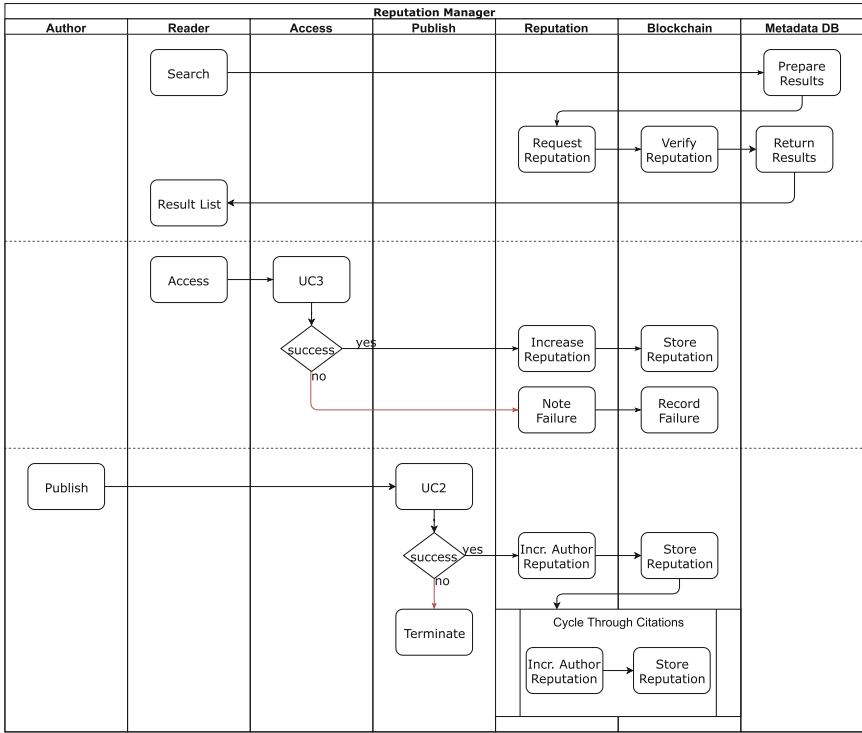 Reputation Manager
Author
Reader
Access
Publish
Reputation
Blockchain
Metadata DB
Search
Prepare
Results
Request
Reputation
Verify
Reputation
Return
Results
Result List
Access
UC3
success
yes
no
Increase
Reputation
Store
Reputation
Note
Failure
Record
Failure
Publish
UC2
success
yes
no
Incr. Author
Reputation
Store
Reputation
Terminate
Cycle Through Citations
Incr. Author
Reputation
Store
Reputation